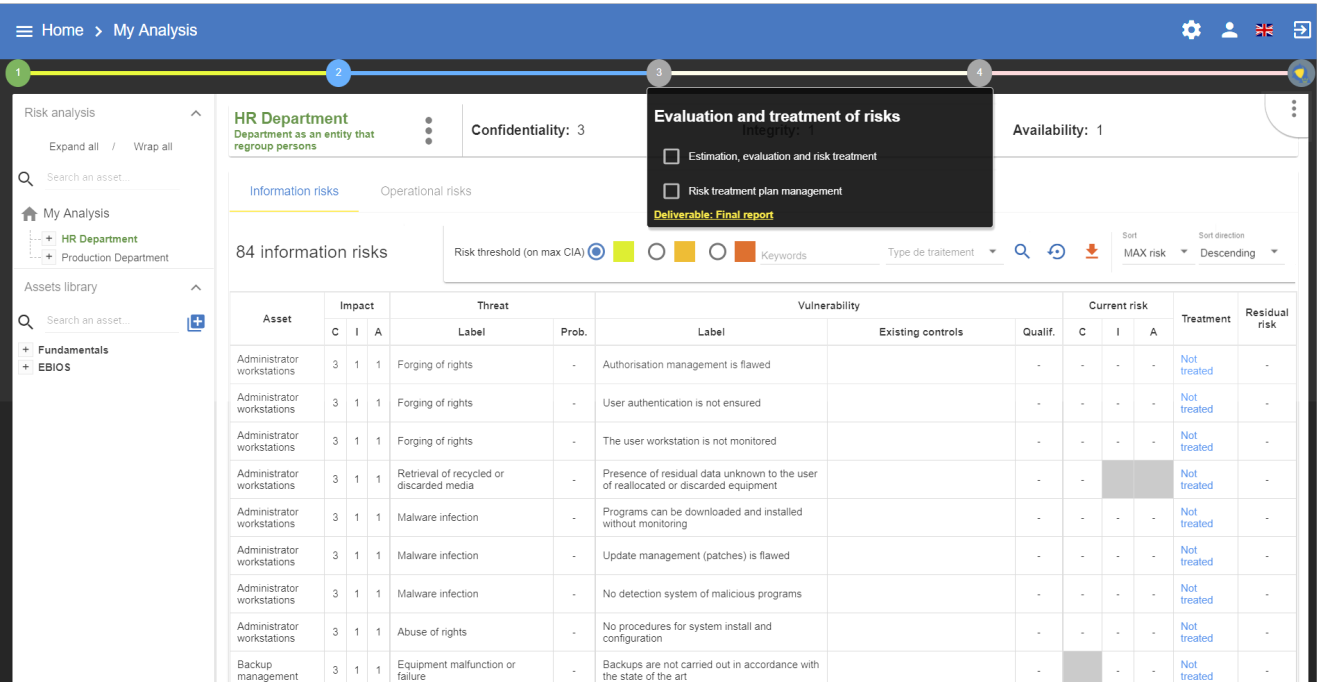 Home > My Analysis
1
2
3
4
Risk analysis
Expand all / Wrap all
Search an asset...
My Analysis
+ HR Department
+ Production Department
Assets library
Search an asset...
+ Fundamentals
+ EBIOS
HR Department
Department as an entity that
regroup persons
Confidentiality: 3
Integrity: 1
Availability: 1
Evaluation and treatment of risks
Estimation, evaluation and risk treatment
Risk treatment plan management
Deliverable: Final report
Information risks Operational risks
84 information risks
Risk threshold (on max CIA)
Keywords
Type de traitement
Sort
MAX risk
Sort direction
Descending
Asset Impact Threat Vulnerability Current risk Treatment Residual risk
C I A Label Prob. Label Existing controls Qualif. C I A
Administrator workstations 3 1 1 Forging of rights - Authorisation management is flawed - - - - Not treated -
Administrator workstations 3 1 1 Forging of rights - User authentication is not ensured - - - - Not treated -
Administrator workstations 3 1 1 Forging of rights - The user workstation is not monitored - - - - Not treated -
Administrator workstations 3 1 1 Retrieval of recycled or discarded media - Presence of residual data unknown to the user of reallocated or discarded equipment - - Not treated -
Administrator workstations 3 1 1 Malware infection - Programs can be downloaded and installed without monitoring - - - - Not treated -
Administrator workstations 3 1 1 Malware infection - Update management (patches) is flawed - - - - Not treated -
Administrator workstations 3 1 1 Malware infection - No detection system of malicious programs - - - - Not treated -
Administrator workstations 3 1 1 Abuse of rights - No procedures for system install and configuration - - - - Not treated -
Backup management 3 1 1 Equipment malfunction or failure - Backups are not carried out in accordance with the state of the art - - - Not treated -